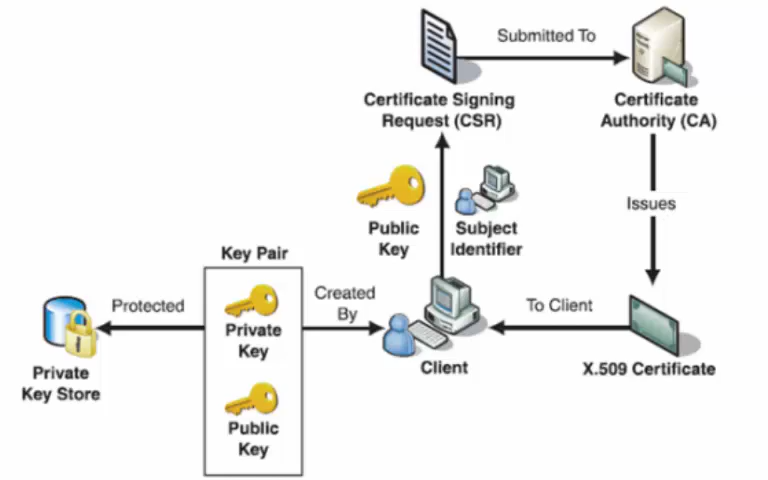 Submitted To
Certificate Signing
Request (CSR)
Certificate
Authority (CA)
Issues
Public
Key
Subject
Identifier
Key Pair
Protected
Private
Key
Created
By
To Client
Private
Key Store
Client
X.509 Certificate
Public
Key